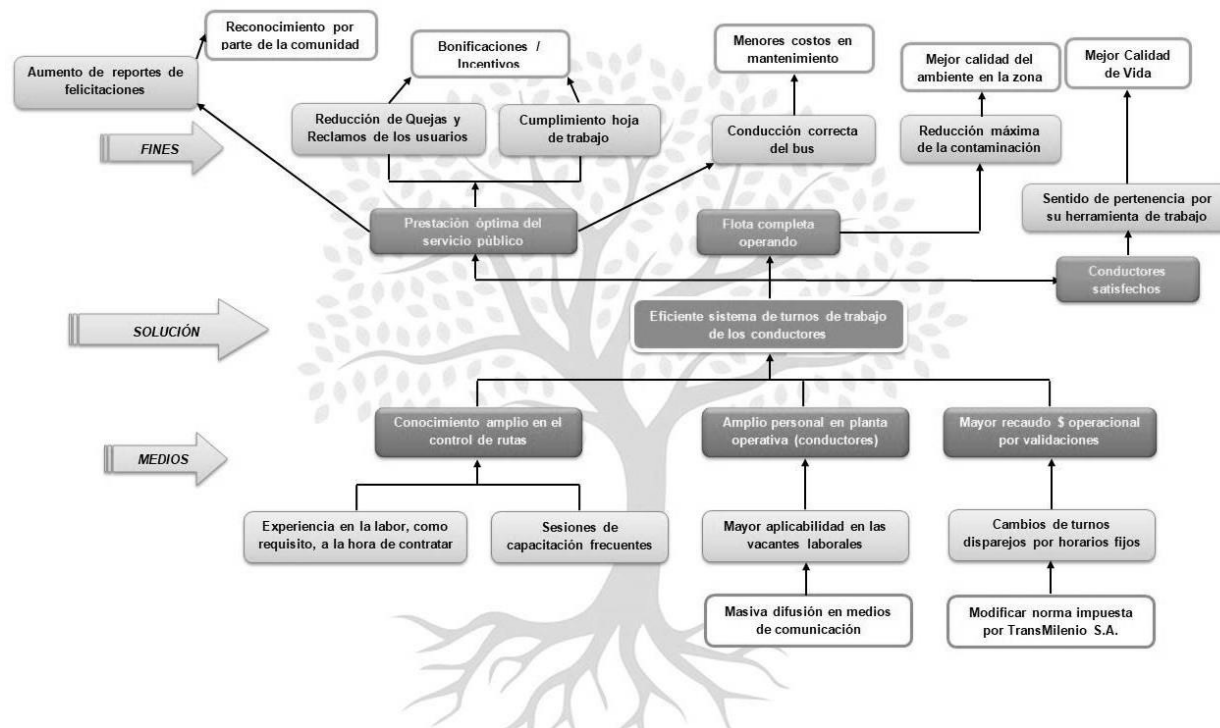 Reconocimiento por
parte de la comunidad
Bonificaciones /
Incentivos
Menores costos en
mantenimiento
Mejor calidad del
ambiente en la zona
Mejor Calidad
de Vida
Aumento de reportes de
felicitaciones
Reducción de Quejas y
Reclamos de los usuarios
Cumplimiento hoja
de trabajo
Conducción correcta
del bus
Reducción máxima
de la contaminación
FINES
Sentido de pertenencia por
su herramienta de trabajo
Prestación óptima del
servicio público
Flota completa
operando
Conductores
satisfechos
SOLUCIÓN
Eficiente sistema de turnos de trabajo
de los conductores
MEDIOS
Conocimiento amplio en el
control de rutas
Amplio personal en planta
operativa (conductores)
Mayor recaudo $ operacional
por validaciones
Experiencia en la labor, como
requisito, a la hora de contratar
Sesiones de
capacitación frecuentes
Mayor aplicabilidad en las
vacantes laborales
Cambios de turnos
disparejos por horarios fijos
Masiva difusión en medios
de comunicación
Modificar norma impuesta
por TransMilenio S.A.